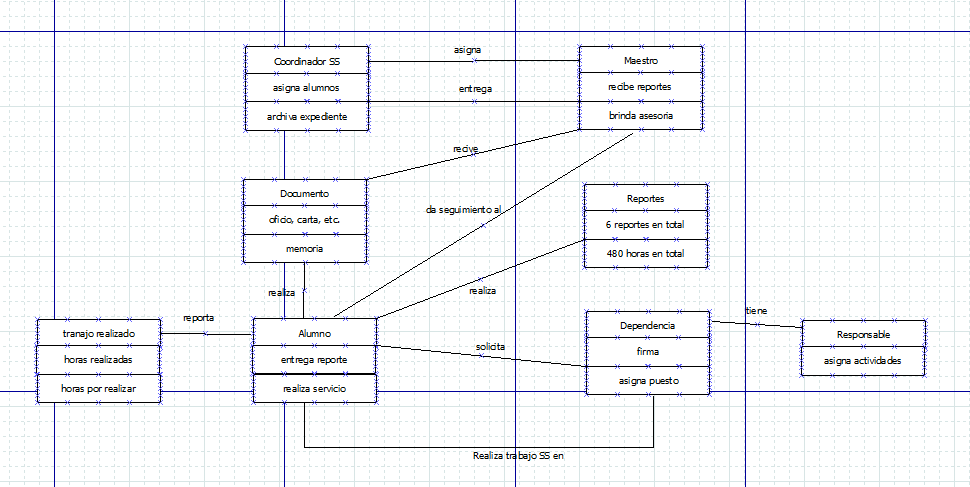 asigna
Coordinador SS
asigna alumnos
archiva expediente
entrega
Maestro
recibe reportes
brinda asesoria
recive
Documento
oficio, carta, etc.
memoria
da seguimiento al
Reportes
6 reportes en total
480 horas en total
realiza
realiza
reporta
tranajo realizado
horas realizadas
horas por realizar
Alumno
entrega reporte
realiza servicio
solicita
Dependencia
firma
asigna puesto
tiene
Responsable
asigna actividades
Realiza trabajo SS en